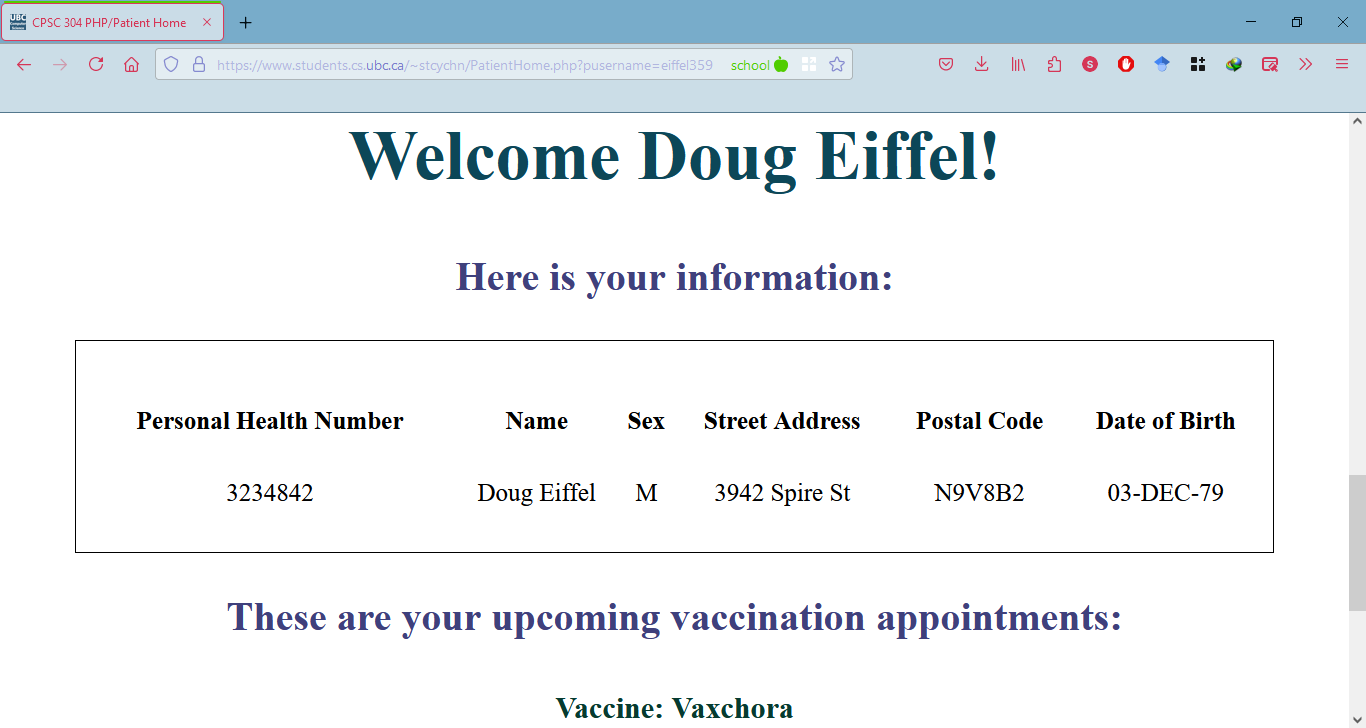 UBC
CPSC 304 PHP/Patient Home
https://www.students.cs.ubc.ca/~stcychn/PatientHome.php?pusername=eiffel359 school
S
Welcome Doug Eiffel!
Here is your information:
Personal Health Number Name Sex Street Address Postal Code Date of Birth
3234842 Doug Eiffel M 3942 Spire St N9V8B2 03-DEC-79
These are your upcoming vaccination appointments:
Vaccine: Vaxchora